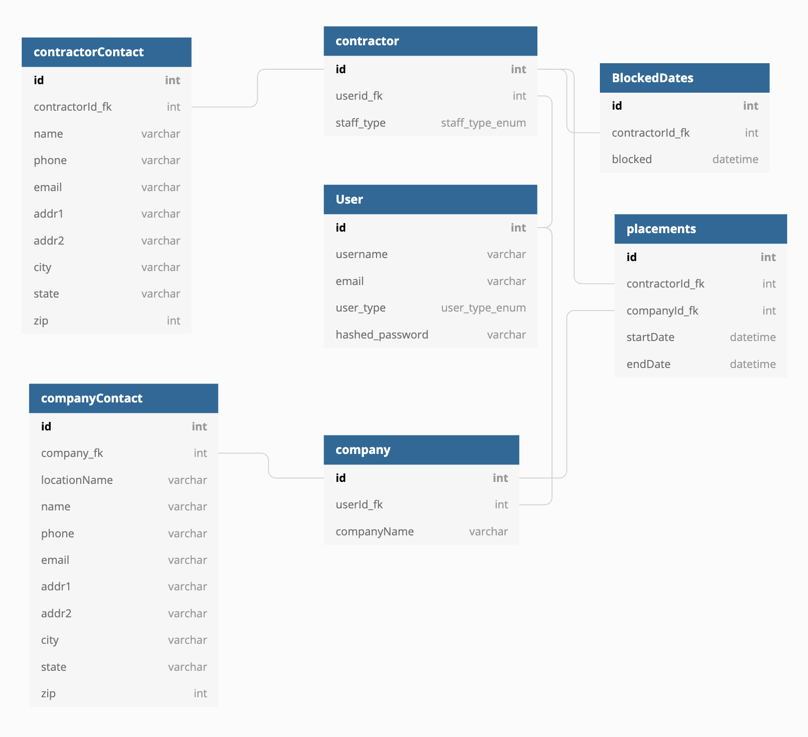 contractorContact
id int
contractorId_fk int
name varchar
phone varchar
email varchar
addr1 varchar
addr2 varchar
city varchar
state varchar
zip int
contractor
id int
userid_fk int
staff_type staff_type_enum
BlockedDates
id int
contractorId_fk int
blocked datetime
User
id int
username varchar
email varchar
user_type user_type_enum
hashed_password varchar
placements
id int
contractorId_fk int
companyId_fk int
startDate datetime
endDate datetime
companyContact
id int
company_fk int
locationName varchar
name varchar
phone varchar
email varchar
addr1 varchar
addr2 varchar
city varchar
state varchar
zip int
company
id int
userId_fk int
companyName varchar